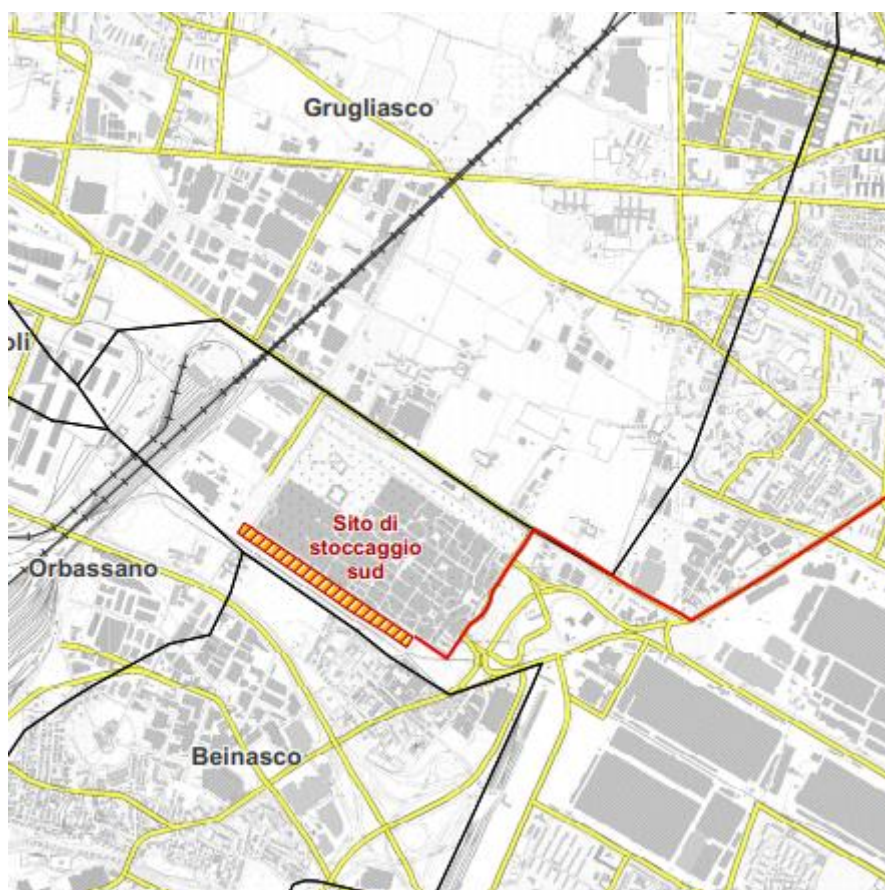 Grugliasco
oli
Sito di
stoccaggio
sud
Orbassano
Beinasco